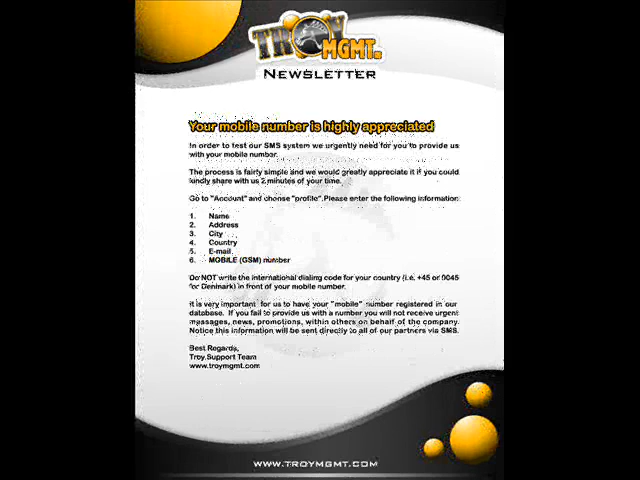 TROY
MGMT.
NEWSLETTER
Your mobile number is highly appreciated
In order to test our SMS system we urgently need for you to provide us
with your mobile number.
The process is fairly simple and we would greatly appreciate it if you could
kindly share with us 2 minutes of your time.
Go to "Account" and choose "profile". Please enter the following information:
1. Name
2. Address
3. City
4. Country
5. E-mail
6. MOBILE (GSM) number
Do NOT write the international dialing code for your country (i.e. +45 or 0045
for Denmark) in front of your mobile number.
It is very important for us to have your "mobile" number registered in our
database. If you fail to provide us with a number you will not receive urgent
messages, news, promotions, within others on behalf of the company.
Notice this information will be sent directly to all of our partners via SMS.
Best Regards,
Troy Support Team
www.troymgmt.com
WWW.TROYMGMT.COM